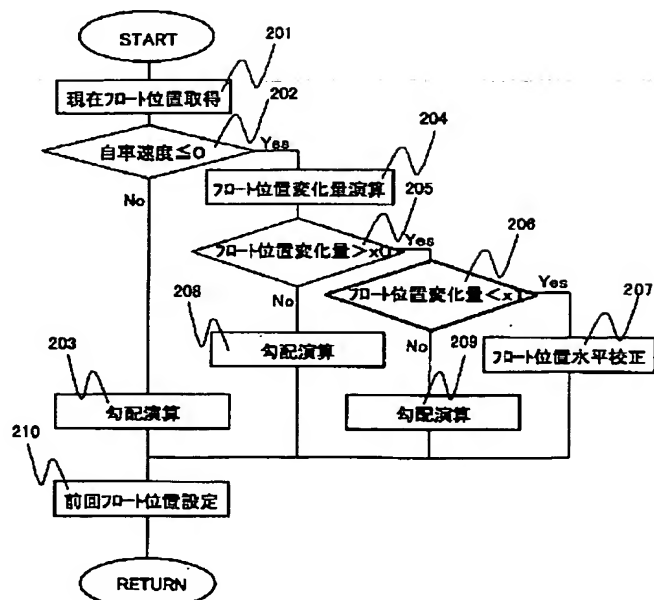 START
201
現在フロート位置取得
202
自率速度≦0
Yes
204
フロート位置変化量演算
No
205
フロート位置変化量>x0
Yes
206
フロート位置変化量<x1
Yes
207
No
208
勾配演算
No
フロート位置水平校正
203
209
勾配演算
勾配演算
210
前回フロート位置設定
RETURN